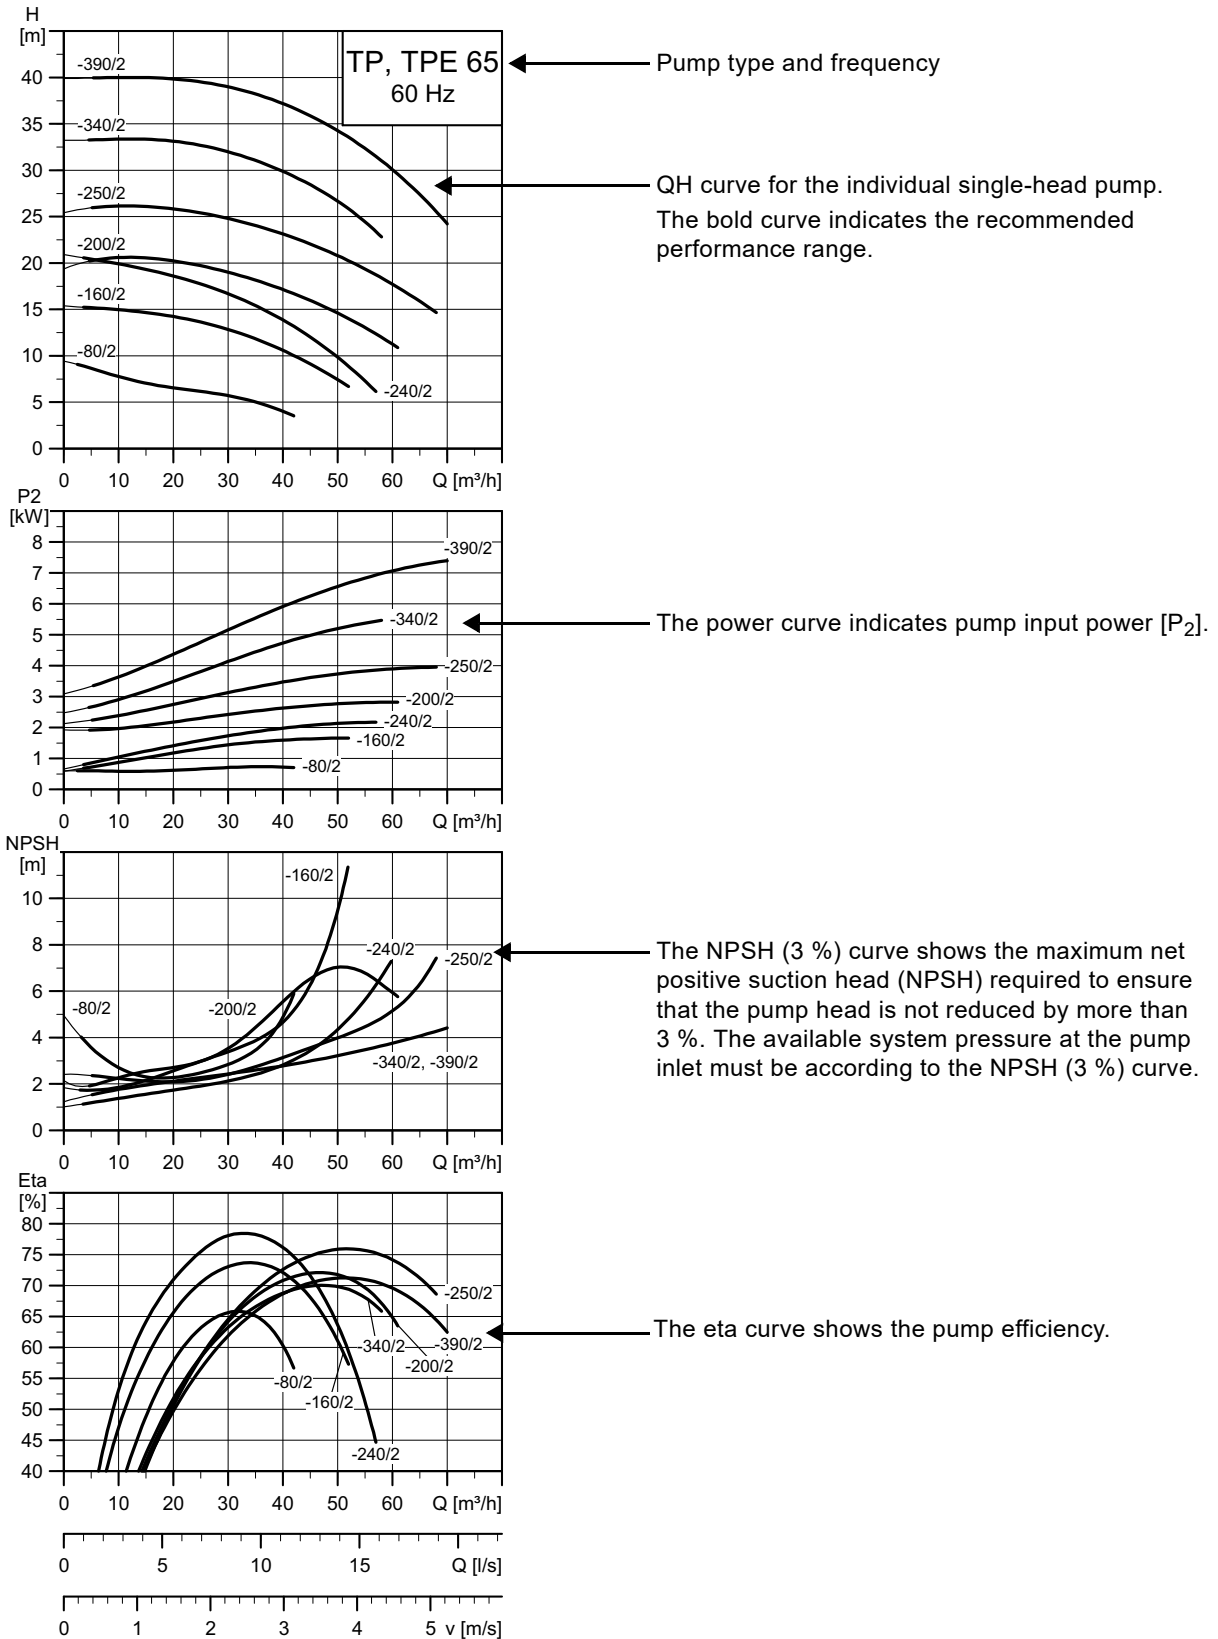 H
[m]
TP, TPE 65
60 Hz
Pump type and frequency
-390/2
40
-340/2
35
30
QH curve for the individual single-head pump.
The bold curve indicates the recommended
performance range.
-250/2
25
-200/2
20
-160/2
15
-80/2
10
-240/2
5
0
0 10 20 30 40 50 60 Q [m³/h]
P2
[kW]
-390/2
8
7
6
-340/2
The power curve indicates pump input power [P2].
5
-250/2
4
-200/2
3
-240/2
2
-160/2
1
-80/2
0
0 10 20 30 40 50 60 Q [m³/h]
NPSH
[m]
-160/2
10
-240/2
8
-250/2
The NPSH (3 %) curve shows the maximum net
positive suction head (NPSH) required to ensure
that the pump head is not reduced by more than
3 %. The available system pressure at the pump
inlet must be according to the NPSH (3 %) curve.
-80/2
-200/2
6
4
-340/2, -390/2
2
0
0 10 20 30 40 50 60 Q [m³/h]
Eta
[%]
80
75
70
-250/2
65
The eta curve shows the pump efficiency.
-340/2
-390/2
60
-200/2
-80/2
55
-160/2
50
45
-240/2
40
0 10 20 30 40 50 60 Q [m³/h]
0 5 10 15 Q [l/s]
0 1 2 3 4 5 v [m/s]